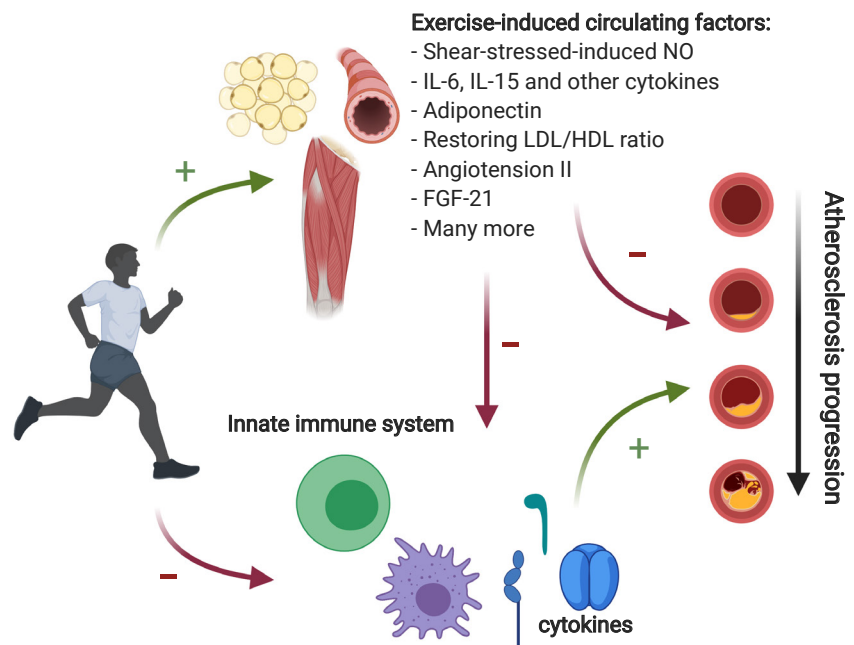 Exercise-induced circulating factors:
- Shear-stressed-induced NO
- IL-6, IL-15 and other cytokines
- Adiponectin
- Restoring LDL/HDL ratio
- Angiotension II
- FGF-21
- Many more
+
−
−
Atherosclerosis progression
Innate immune system
+
−
cytokines